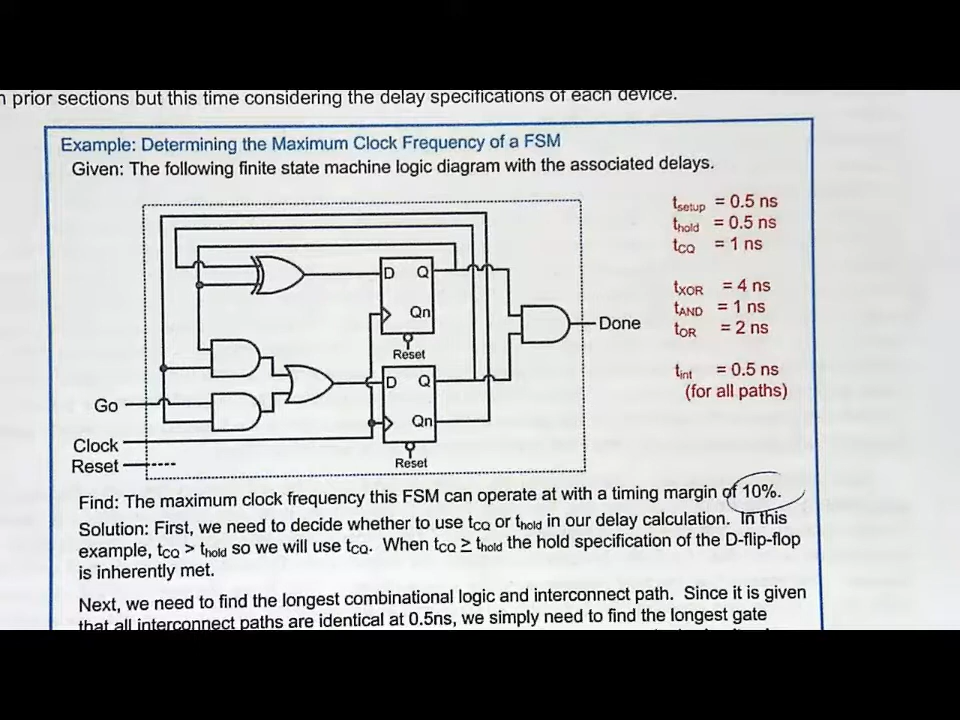 n prior sections but this time considering the delay specifications of each device.
Example: Determining the Maximum Clock Frequency of a FSM
Given: The following finite state machine logic diagram with the associated delays.
tsetup = 0.5 ns
thold = 0.5 ns
tCQ = 1 ns
tXOR = 4 ns
tAND = 1 ns
tOR = 2 ns
tint = 0.5 ns
(for all paths)
D Q
Qn
Reset
Done
D Q
Qn
Reset
Go
Clock
Reset
Find: The maximum clock frequency this FSM can operate at with a timing margin of 10%.
Solution: First, we need to decide whether to use tCQ or thold in our delay calculation. In this
example, tCQ > thold so we will use tCQ. When tCQ ≥ thold the hold specification of the D-flip-flop
is inherently met.
Next, we need to find the longest combinational logic and interconnect path. Since it is given
that all interconnect paths are identical at 0.5ns, we simply need to find the longest gate